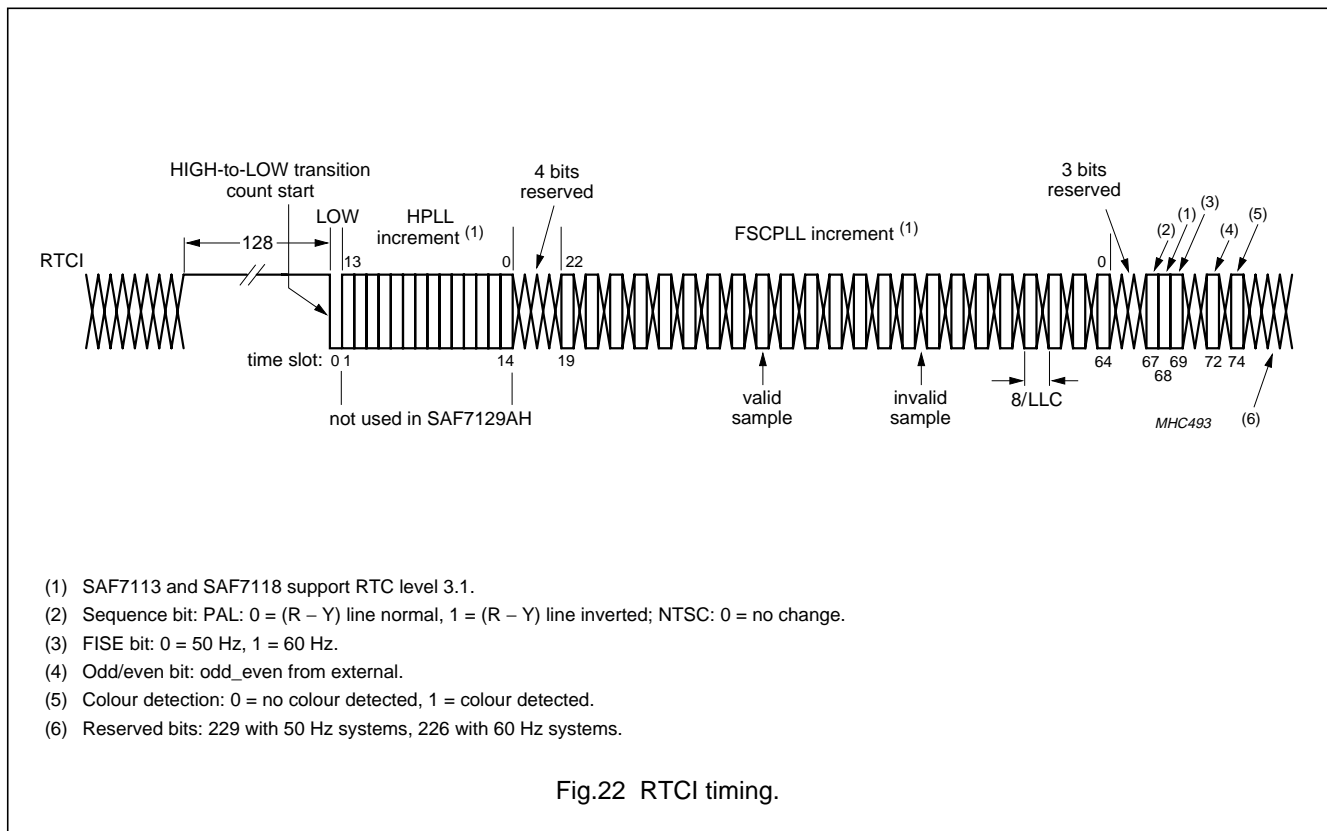 HIGH-to-LOW transition
count start
4 bits
reserved
3 bits
reserved
(3)
(1)
(2)
(5)
(4)
LOW
HPLL
increment (1)
FSCPLL increment (1)
128
RTCI
13
0
22
0
time slot:
0 1
14
19
64
67
69
72
74
68
not used in SAF7129AH
valid
sample
invalid
sample
8/LLC
MHC493
(6)
(1) SAF7113 and SAF7118 support RTC level 3.1.
(2) Sequence bit: PAL: 0 = (R − Y) line normal, 1 = (R − Y) line inverted; NTSC: 0 = no change.
(3) FISE bit: 0 = 50 Hz, 1 = 60 Hz.
(4) Odd/even bit: odd_even from external.
(5) Colour detection: 0 = no colour detected, 1 = colour detected.
(6) Reserved bits: 229 with 50 Hz systems, 226 with 60 Hz systems.
Fig.22 RTCI timing.